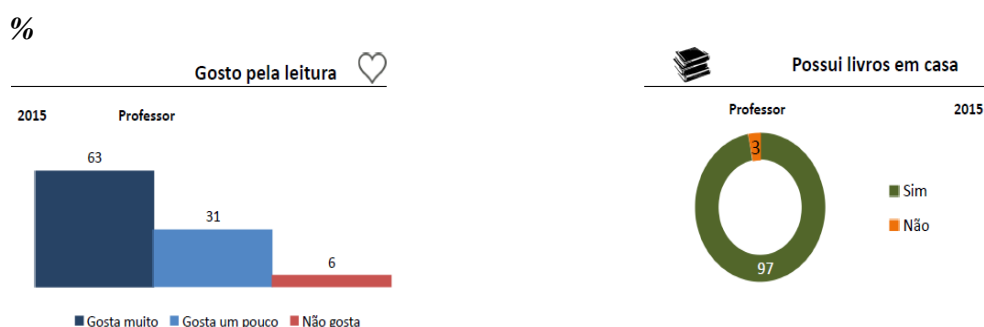 %
Gosto pela leitura
2015 Professor
63
31
6
Gosta muito Gosta um pouco Não gosta
Possui livros em casa
Professor 2015
3
Sim
Não
97